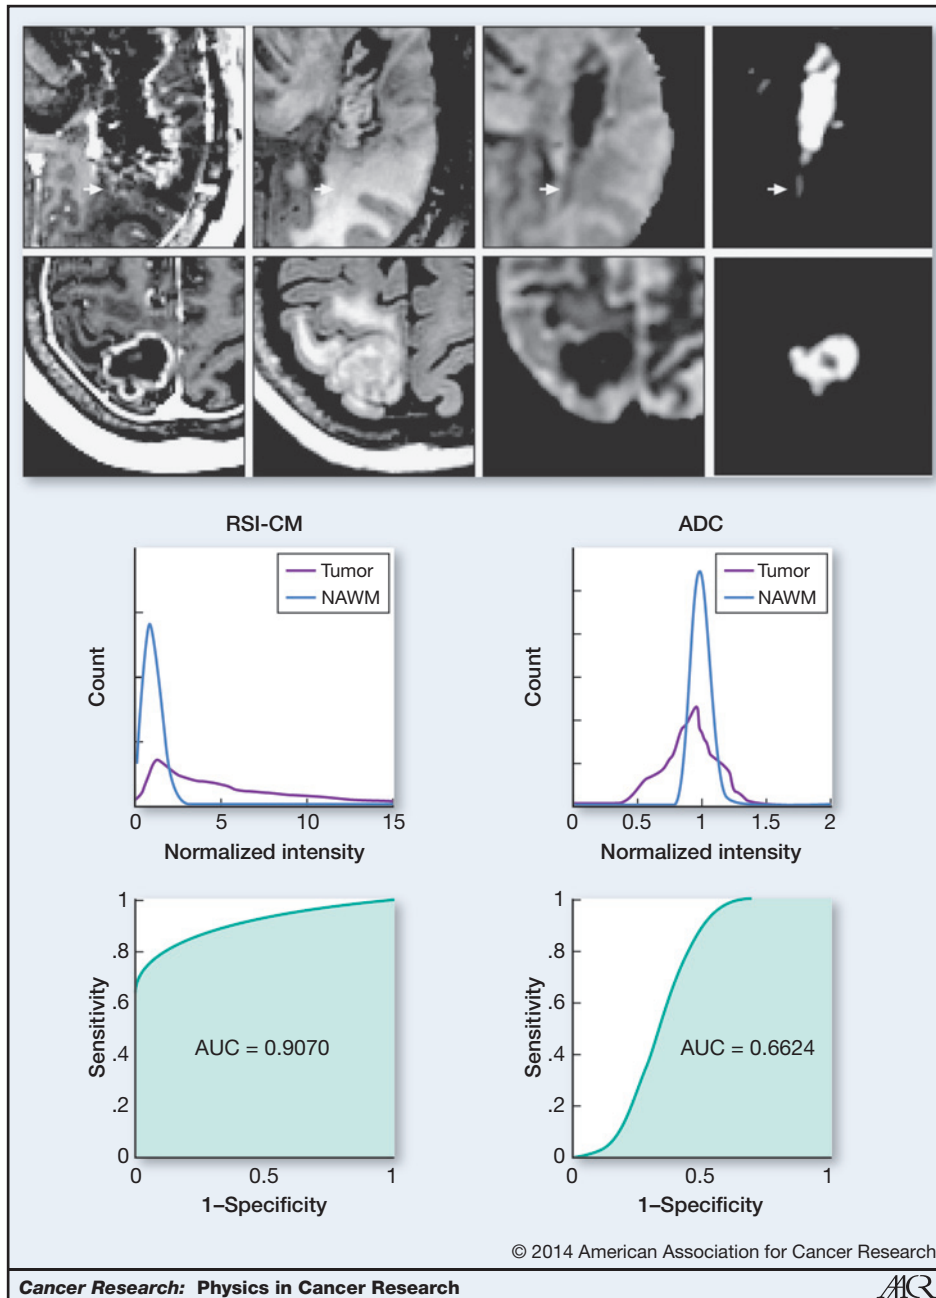 RSI-CM
Tumor
NAWM
Count
0 5 10 15
Normalized intensity
ADC
Tumor
NAWM
Count
0 0.5 1 1.5 2
Normalized intensity
1
.8
.6
.4
.2
0
Sensitivity
AUC = 0.9070
0 0.5 1
1–Specificity
1
.8
.6
.4
.2
0
Sensitivity
AUC = 0.6624
0 0.5 1
1–Specificity
© 2014 American Association for Cancer Research
Cancer Research: Physics in Cancer Research
AACR